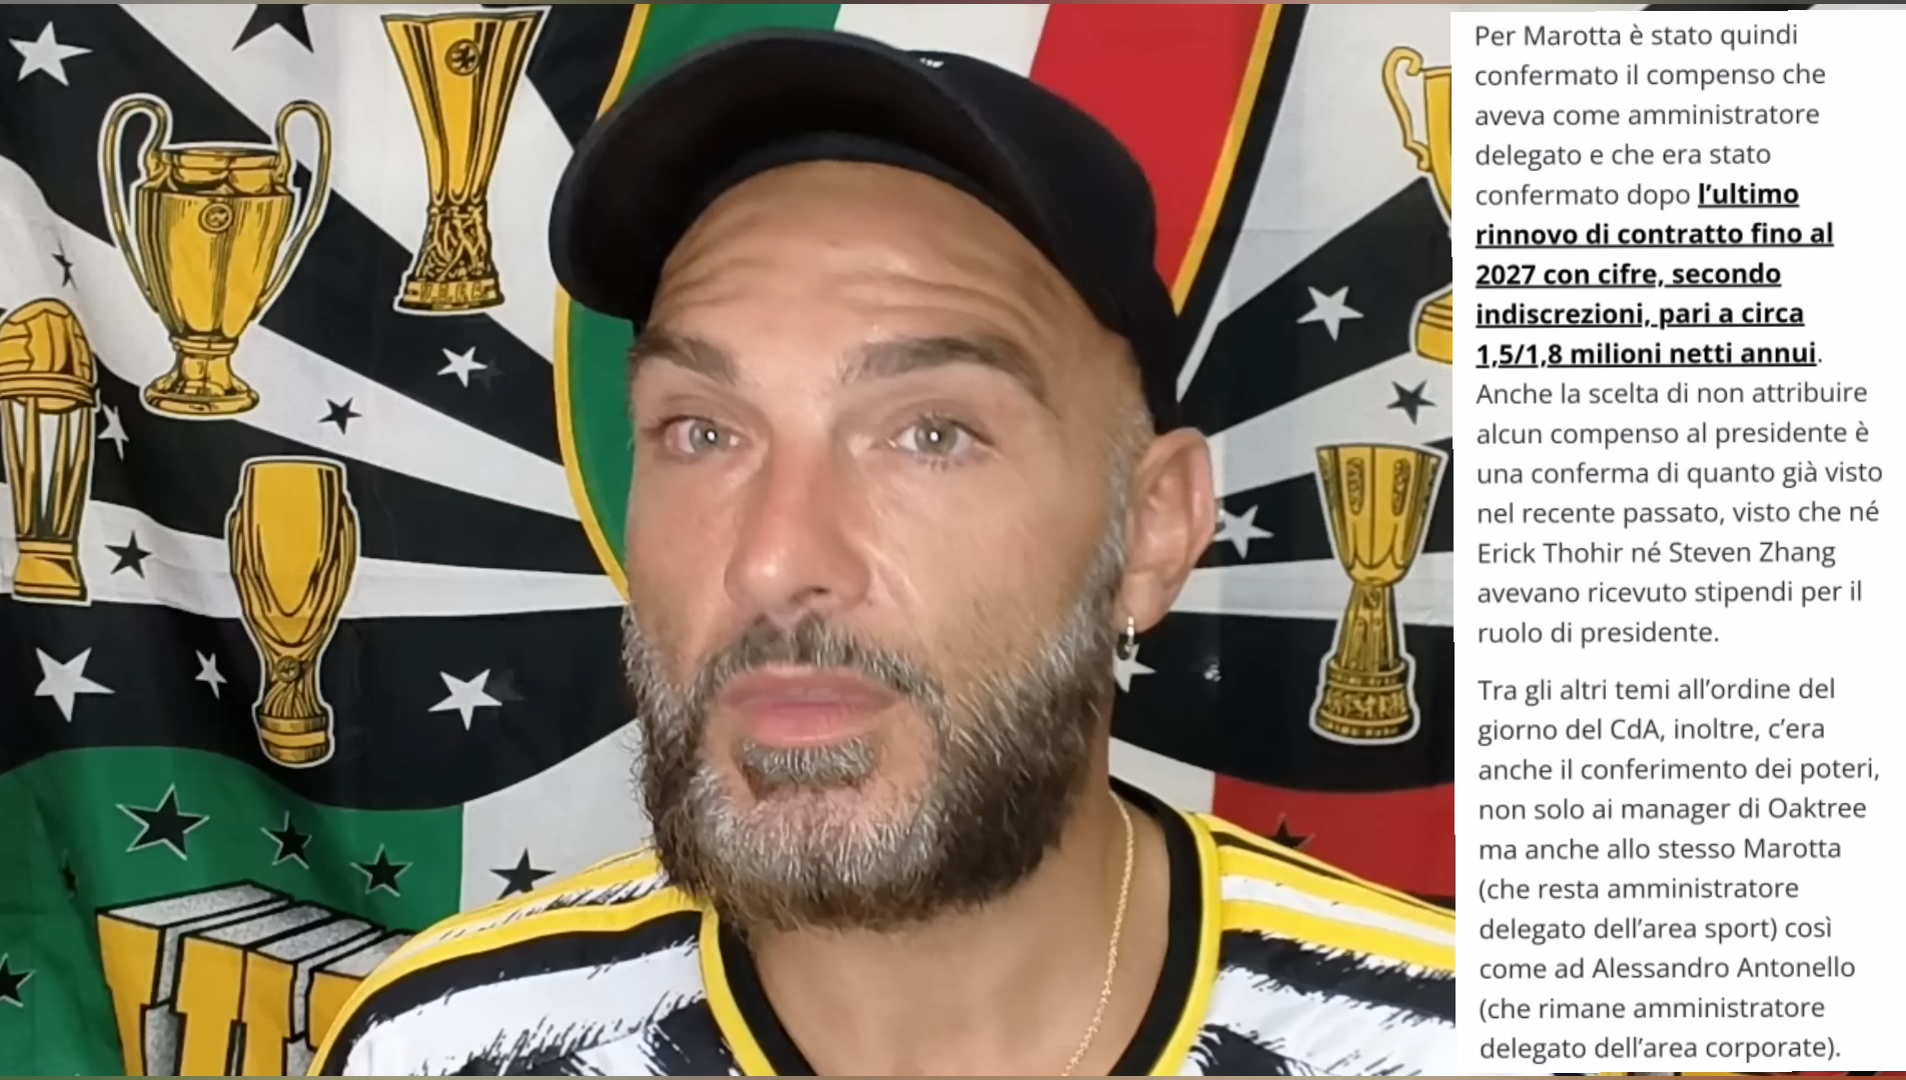 Per Marotta è stato quindi
confermato il compenso che
aveva come amministratore
delegato e che era stato
confermato dopo l'ultimo
rinnovo di contratto fino al
2027 con cifre, secondo
indiscrezioni, pari a circa
1,5/1,8 milioni netti annui.
Anche la scelta di non attribuire
alcun compenso al presidente è
una conferma di quanto già visto
nel recente passato, visto che né
Erick Thohir né Steven Zhang
avevano ricevuto stipendi per il
ruolo di presidente.
Tra gli altri temi all'ordine del
giorno del CdA, inoltre, c'era
anche il conferimento dei poteri,
non solo ai manager di Oaktree
ma anche allo stesso Marotta
(che resta amministratore
delegato dell'area sport) così
come ad Alessandro Antonello
(che rimane amministratore
delegato dell'area corporate).